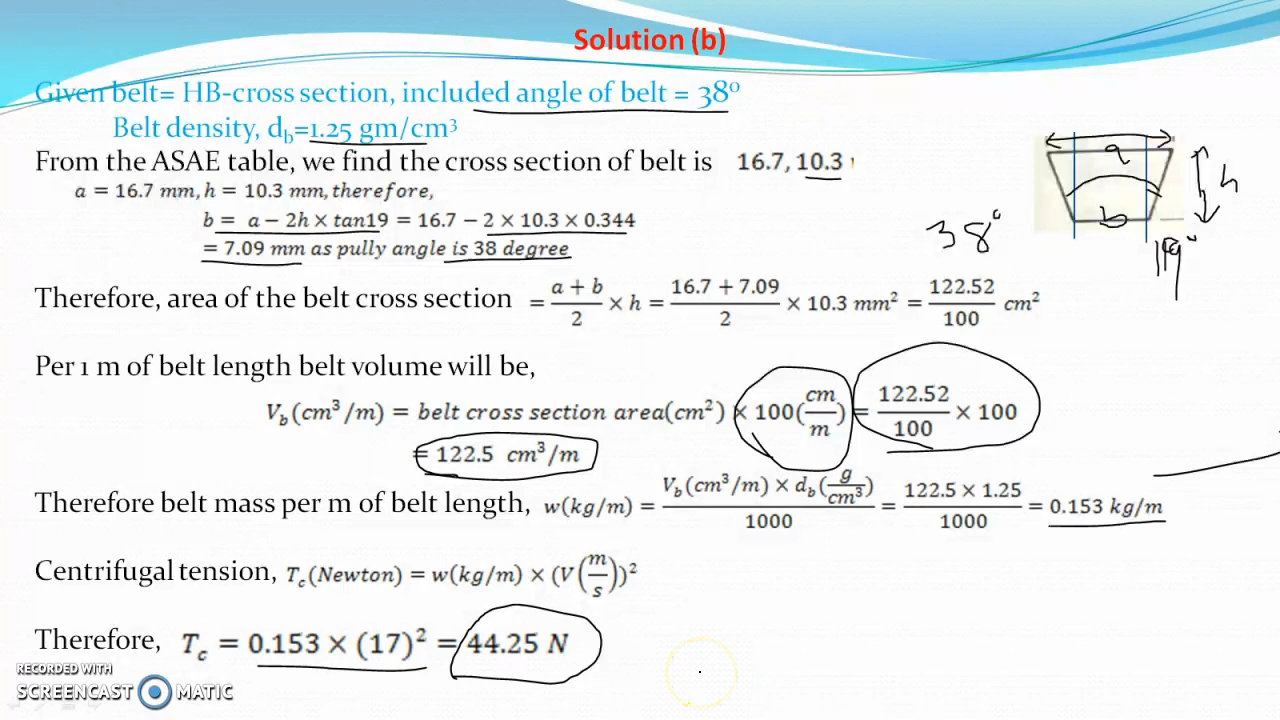 Solution (b)
Given belt= HB-cross section, included angle of belt = 38⁰
Belt density, d_b=1.25 gm/cm³
From the ASAE table, we find the cross section of belt is 16.7, 10.3
a = 16.7 mm, h = 10.3 mm, therefore,
b = a − 2h × tan19 = 16.7 − 2 × 10.3 × 0.344
= 7.09 mm as pully angle is 38 degree
a
h
b
38°
19°
Therefore, area of the belt cross section = (a + b)/2 × h = (16.7 + 7.09)/2 × 10.3 mm² = 122.52/100 cm²
Per 1 m of belt length belt volume will be,
V_b(cm³/m) = belt cross section area(cm²) × 100(cm/m) = 122.52/100 × 100
= 122.5 cm³/m
Therefore belt mass per m of belt length, w(kg/m) = V_b(cm³/m) × d_b(g/cm³)/1000 = 122.5 × 1.25/1000 = 0.153 kg/m
Centrifugal tension, T_c(Newton) = w(kg/m) × (V(m/s))²
Therefore, T_c = 0.153 × (17)² = 44.25 N
RECORDED WITH
SCREENCAST MATIC